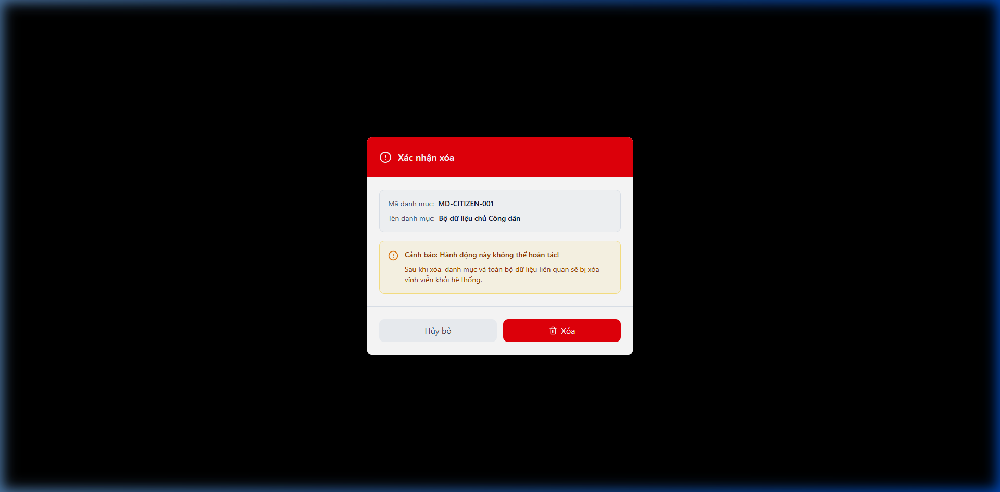 Xác nhận xóa
Mã danh mục: MD-CITIZEN-001
Tên danh mục: Bộ dữ liệu chủ Công dân
Cảnh báo: Hành động này không thể hoàn tác!
Sau khi xóa, danh mục và toàn bộ dữ liệu liên quan sẽ bị xóa
vĩnh viễn khỏi hệ thống.
Hủy bỏ
Xóa